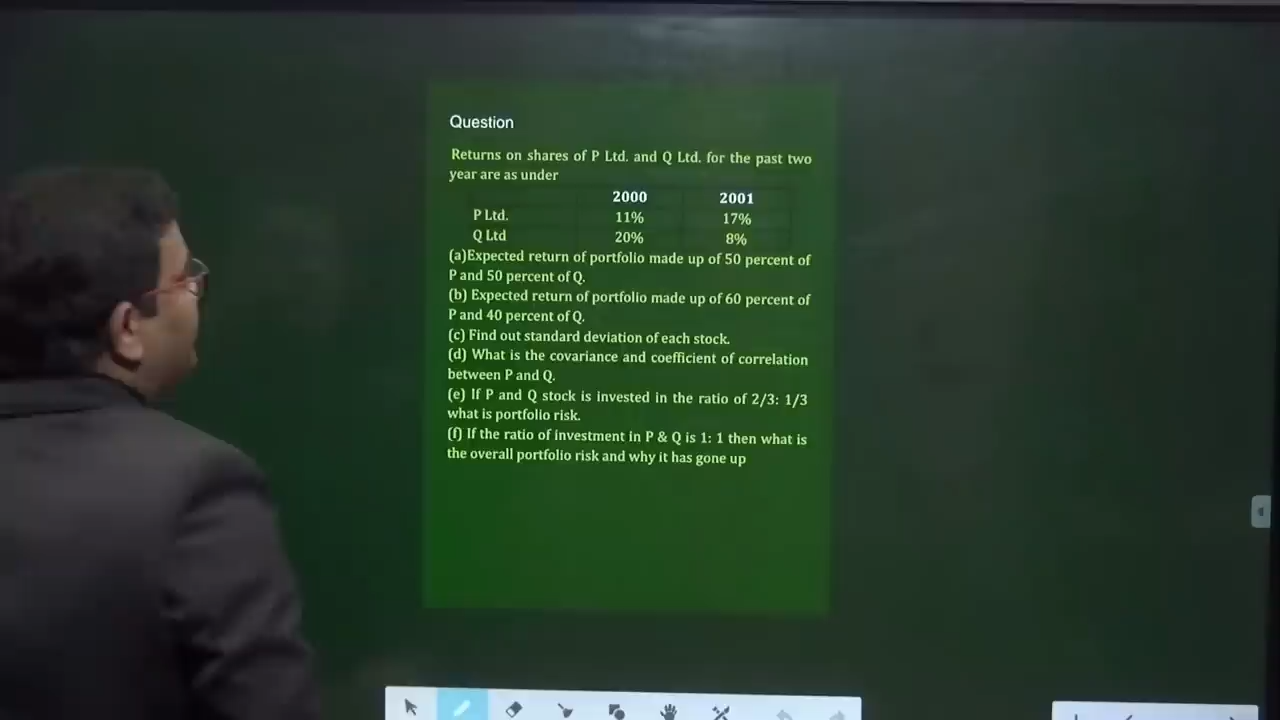 Question
Returns on shares of P Ltd. and Q Ltd. for the past two
year are as under
2000 2001
P Ltd. 11% 17%
Q Ltd 20% 8%
(a)Expected return of portfolio made up of 50 percent of
P and 50 percent of Q.
(b) Expected return of portfolio made up of 60 percent of
P and 40 percent of Q.
(c) Find out standard deviation of each stock.
(d) What is the covariance and coefficient of correlation
between P and Q.
(e) If P and Q stock is invested in the ratio of 2/3: 1/3
what is portfolio risk.
(f) If the ratio of investment in P & Q is 1: 1 then what is
the overall portfolio risk and why it has gone up